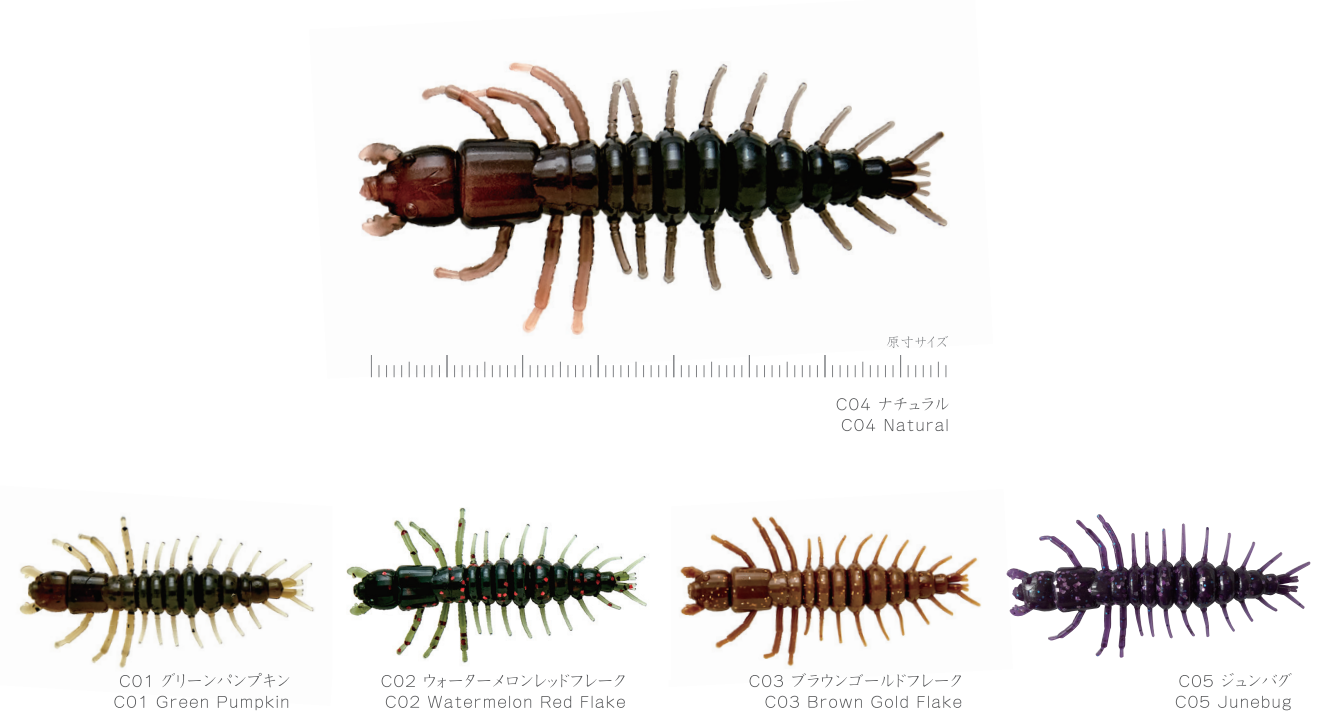 原寸サイズ
C04 ナチュラル
C04 Natural
C01 グリーンパンプキン
C01 Green Pumpkin
C02 ウォーターメロンレッドフレーク
C02 Watermelon Red Flake
C03 ブラウンゴールドフレーク
C03 Brown Gold Flake
C05 ジュンバグ
C05 Junebug